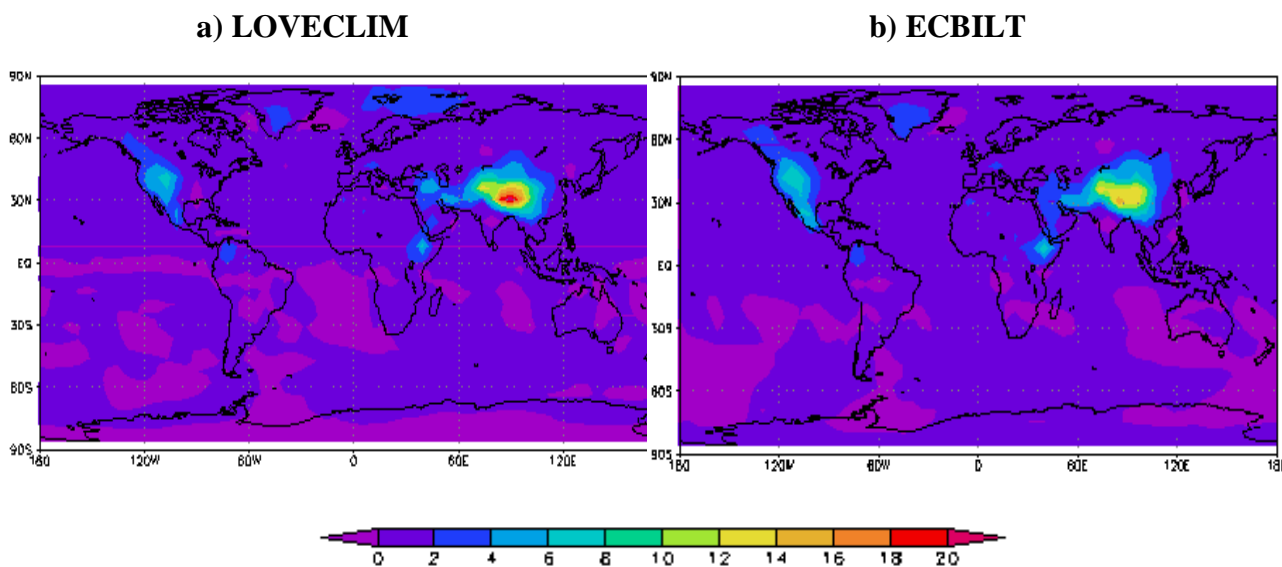 a) LOVECLIM b) ECBILT
90N 90N
60N 60N
30N 30N
EQ EQ
30S 30S
60S 60S
90S 90S
180 120W 60W 0 60E 120E 180 120W 60W 0 60E 120E
0 2 4 6 8 10 12 14 16 18 20